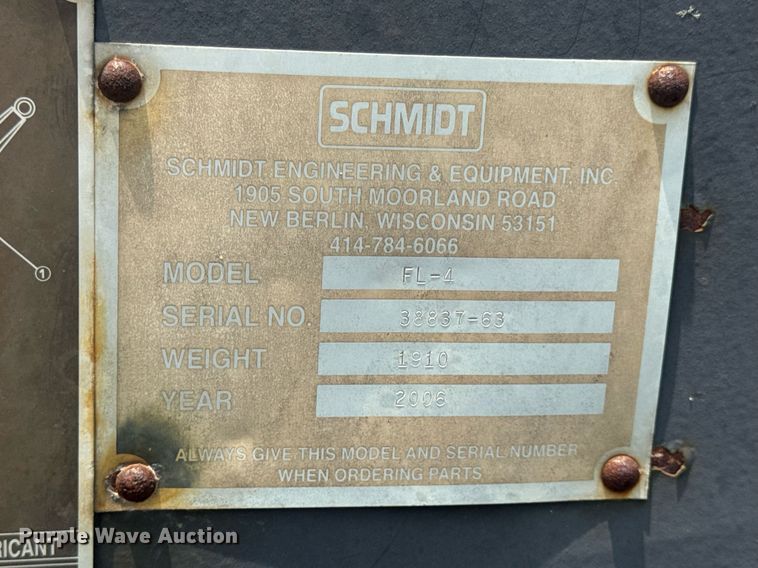 SCHMIDT
SCHMIDT ENGINEERING & EQUIPMENT, INC.
1905 SOUTH MOORLAND ROAD
NEW BERLIN, WISCONSIN 53151
414-784-6066
MODEL FL-4
SERIAL NO. 38837-63
WEIGHT 1910
YEAR 2006
ALWAYS GIVE THIS MODEL AND SERIAL NUMBER
WHEN ORDERING PARTS
1
RICANT
Purple Wave Auction